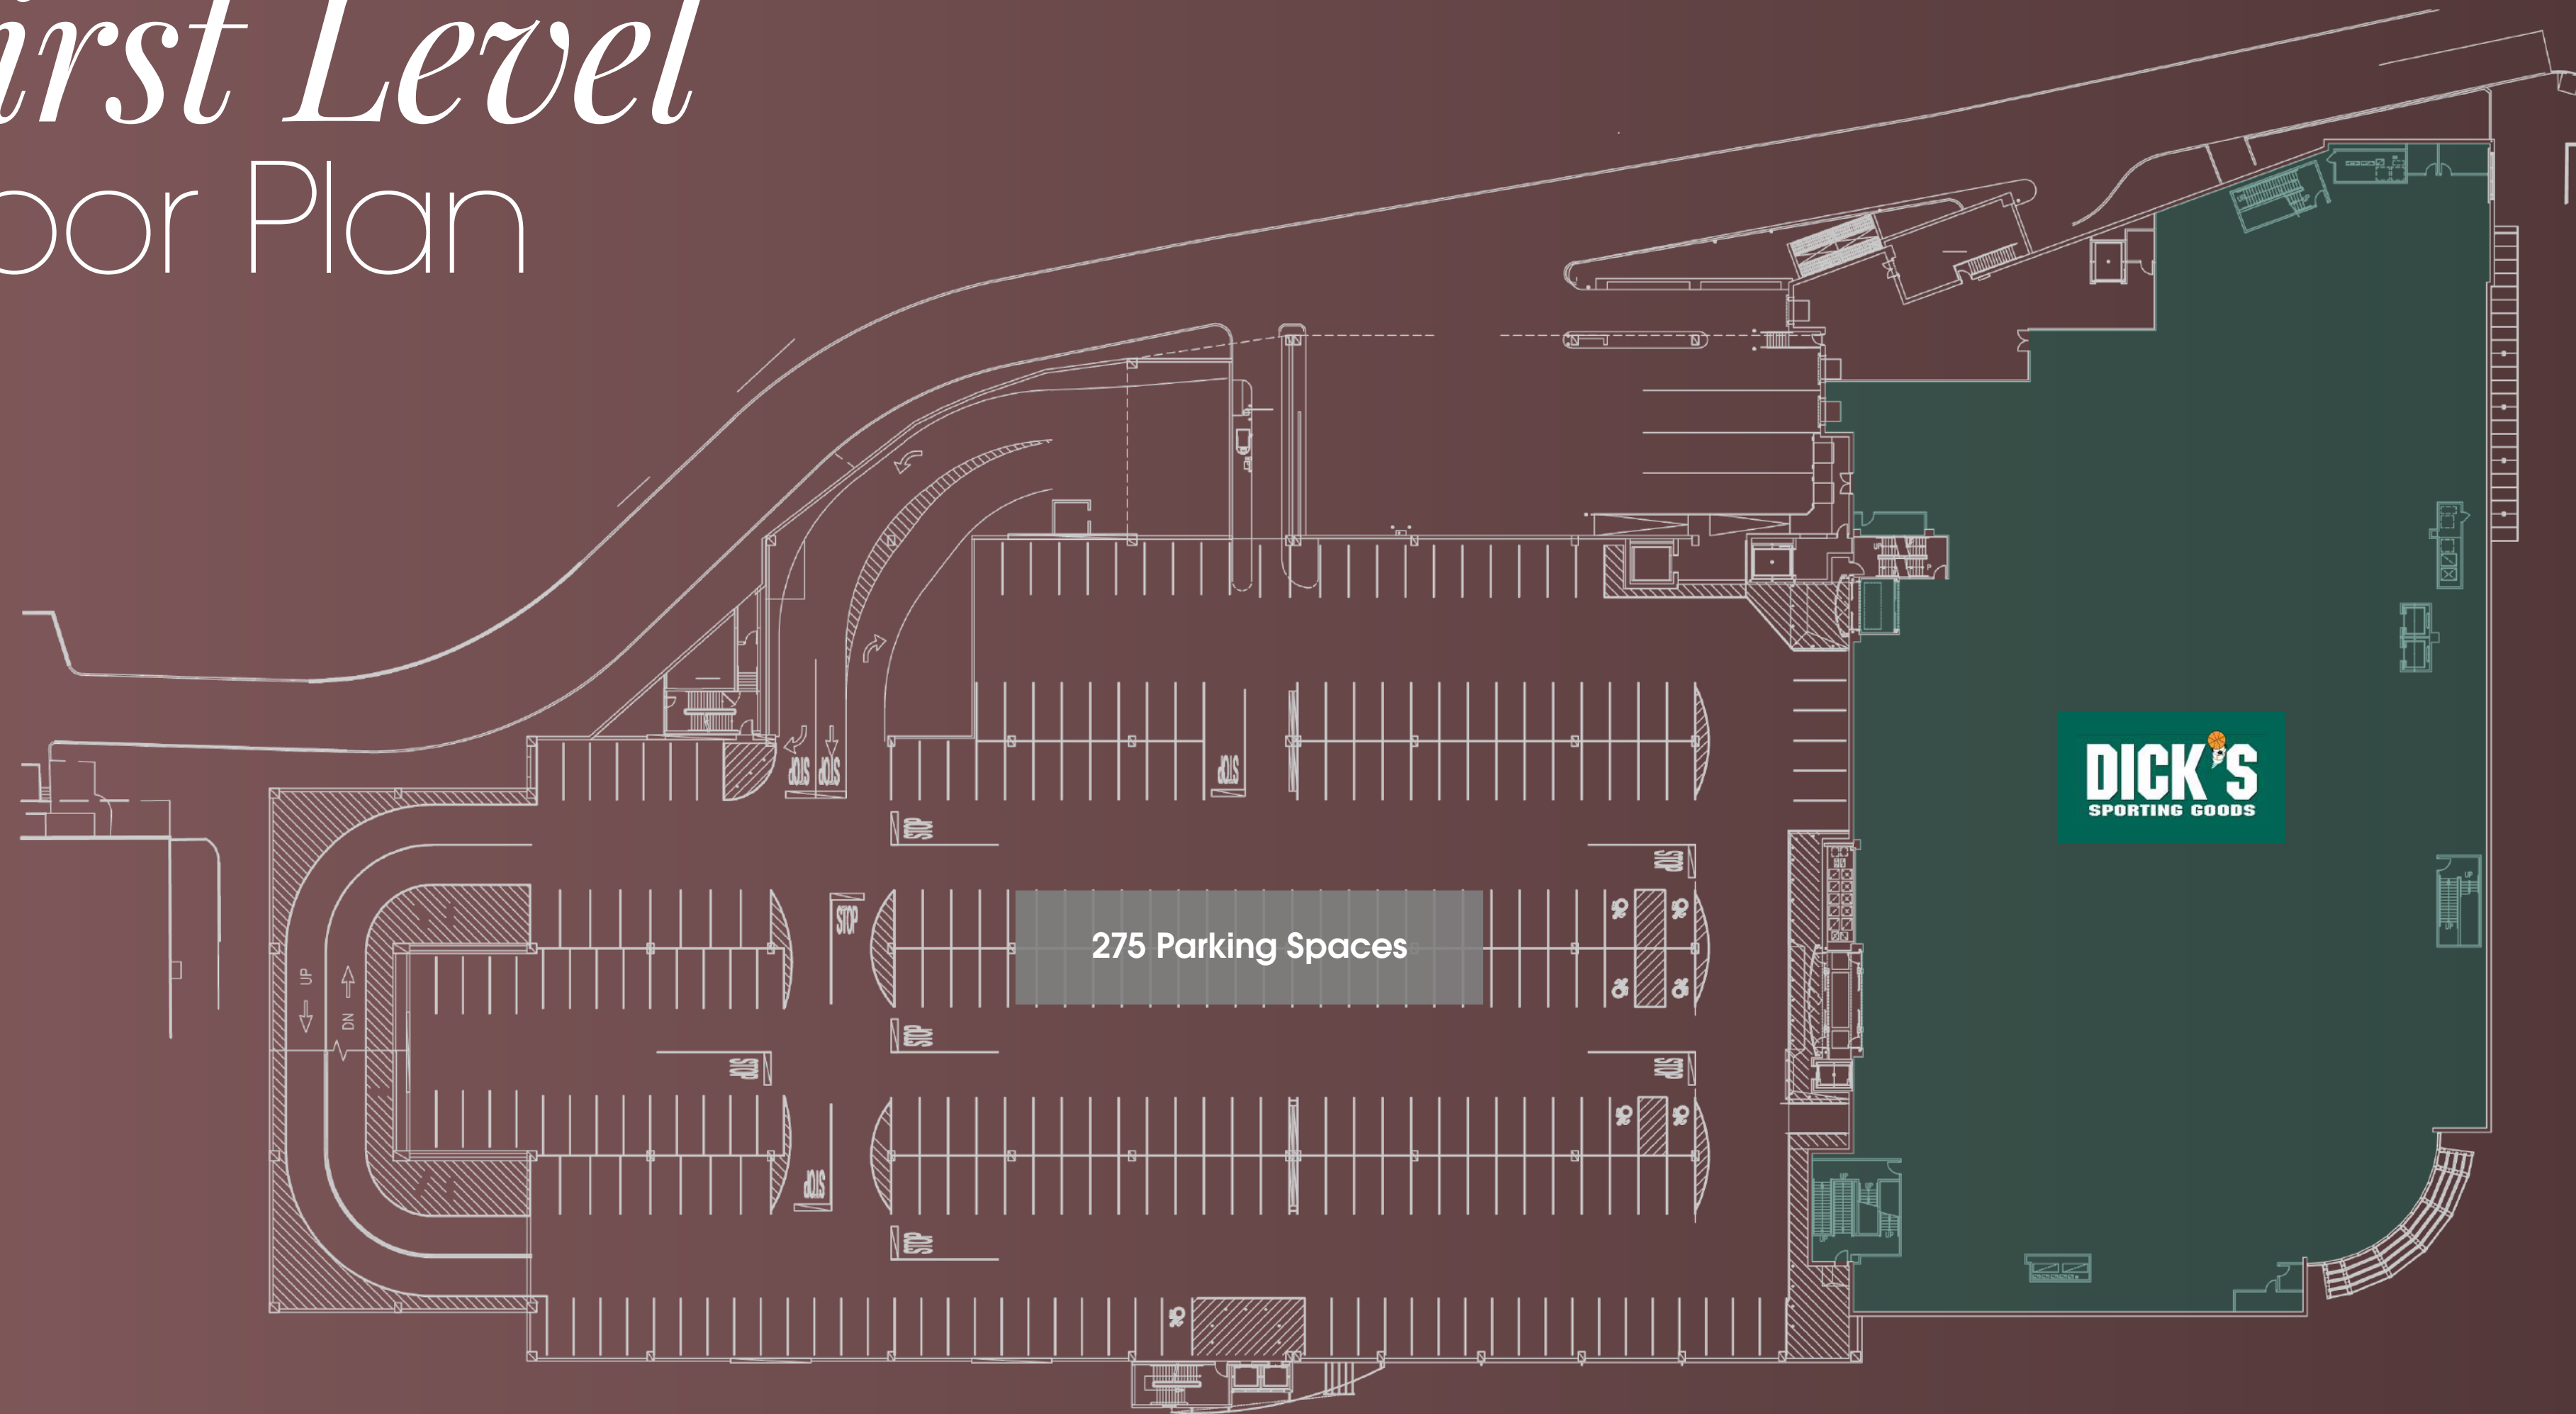 irst Level
oor Plan
STOP STOP
STOP
STOP
STOP
DICK'S
SPORTING GOODS
STOP
275 Parking Spaces
UP
DN
STOP
STOP
STOP
STOP
STOP